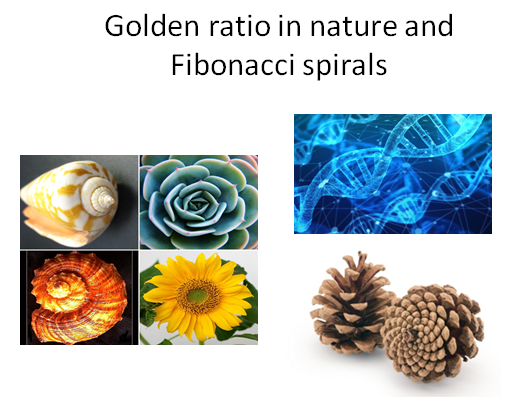 Golden ratio in nature and
Fibonacci spirals